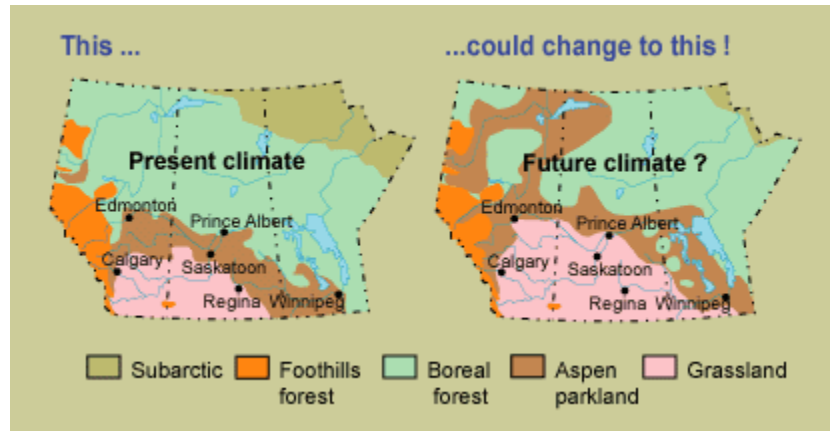 This ...
...could change to this !
Present climate
Edmonton
Prince Albert
Calgary
Saskatoon
Regina
Winnipeg
Future climate ?
Edmonton
Prince Albert
Calgary
Saskatoon
Regina
Winnipeg
Subarctic
Foothills
forest
Boreal
forest
Aspen
parkland
Grassland